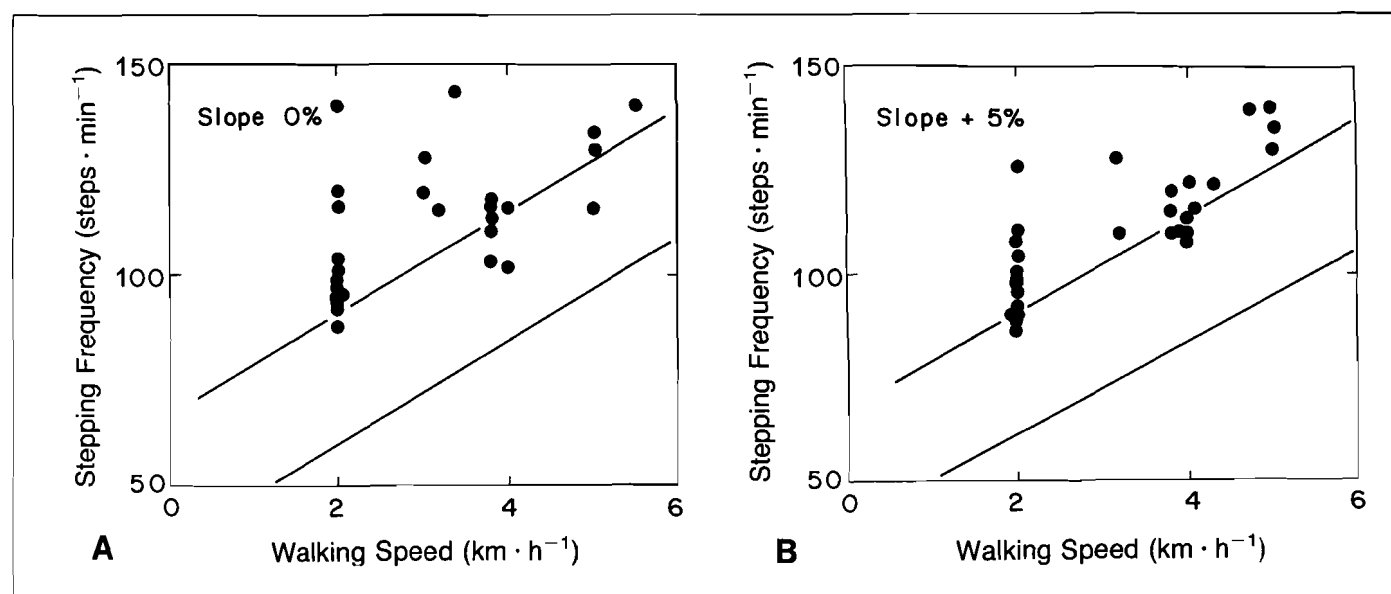 150
100
50
0
2
4
6
Slope 0%
Stepping Frequency (steps · min⁻¹)
Walking Speed (km · h⁻¹)
A
150
100
50
0
2
4
6
Slope + 5%
Stepping Frequency (steps · min⁻¹)
Walking Speed (km · h⁻¹)
B